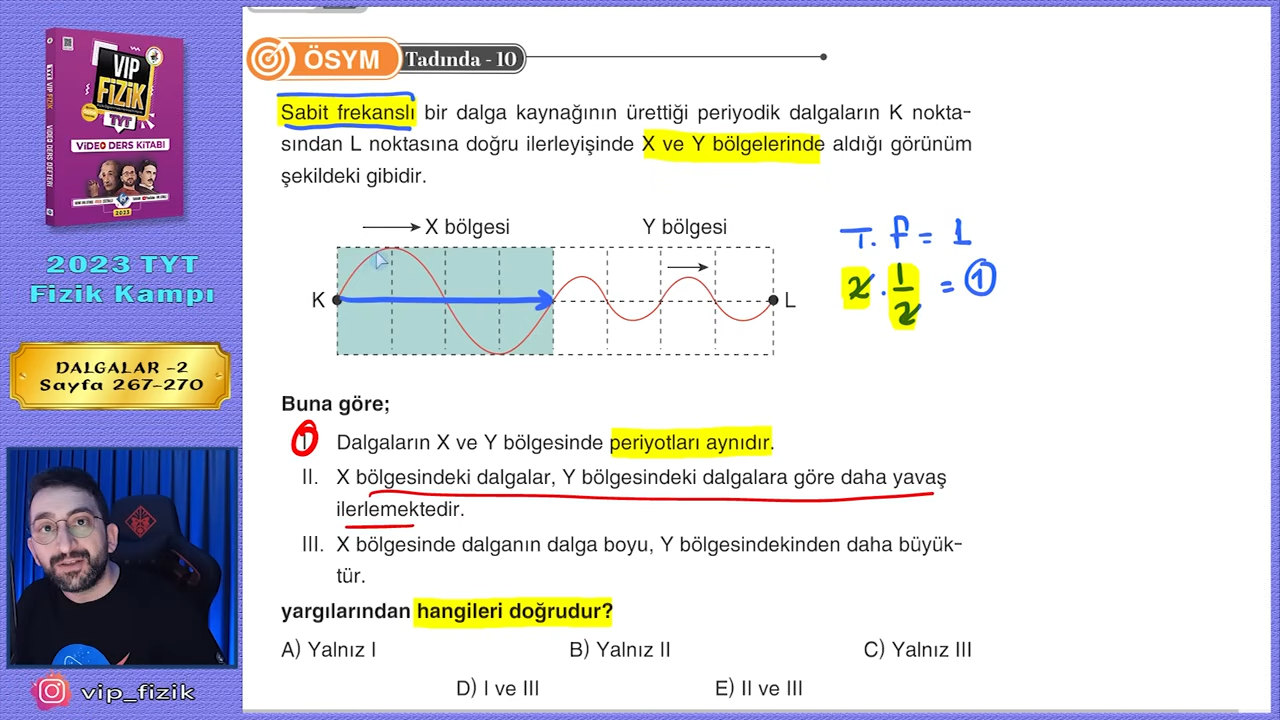 ÖSYM Tadında - 10
Sabit frekanslı bir dalga kaynağının ürettiği periyodik dalgaların K nokta-
sından L noktasına doğru ilerleyişinde X ve Y bölgelerinde aldığı görünüm
şekildeki gibidir.
X bölgesi Y bölgesi
K L
T. f = 1
2 . 1/2 = 1
Buna göre;
I. Dalgaların X ve Y bölgesinde periyotları aynıdır.
II. X bölgesindeki dalgalar, Y bölgesindeki dalgalara göre daha yavaş
ilerlemektedir.
III. X bölgesinde dalganın dalga boyu, Y bölgesindekinden daha büyük-
tür.
yargılarından hangileri doğrudur?
A) Yalnız I B) Yalnız II C) Yalnız III
D) I ve III E) II ve III
VIP
FİZİK
TYT
VİDEO DERS KİTABI
2023
2023 TYT
Fizik Kampı
DALGALAR -2
Sayfa 267-270
vip_fizik